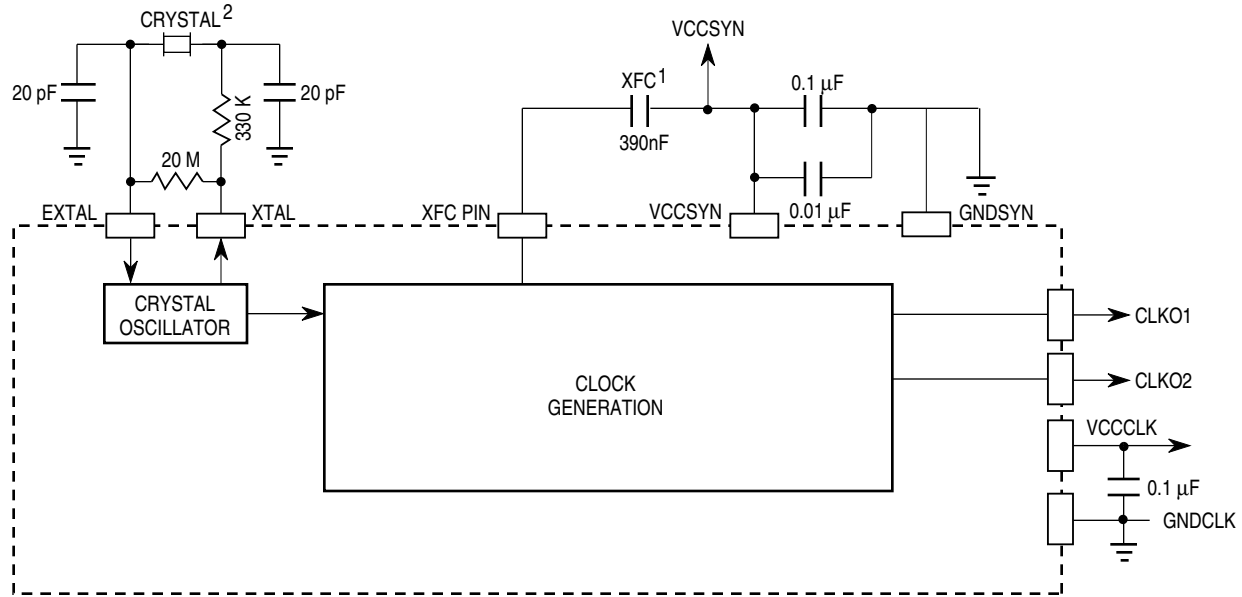 CRYSTAL2
VCCSYN
XFC1
0.1 µF
20 pF
20 pF
330 K
390nF
20 M
0.01 µF
EXTAL
XTAL
XFC PIN
VCCSYN
GNDSYN
CRYSTAL
OSCILLATOR
CLOCK
GENERATION
CLKO1
CLKO2
VCCCLK
0.1 µF
GNDCLK